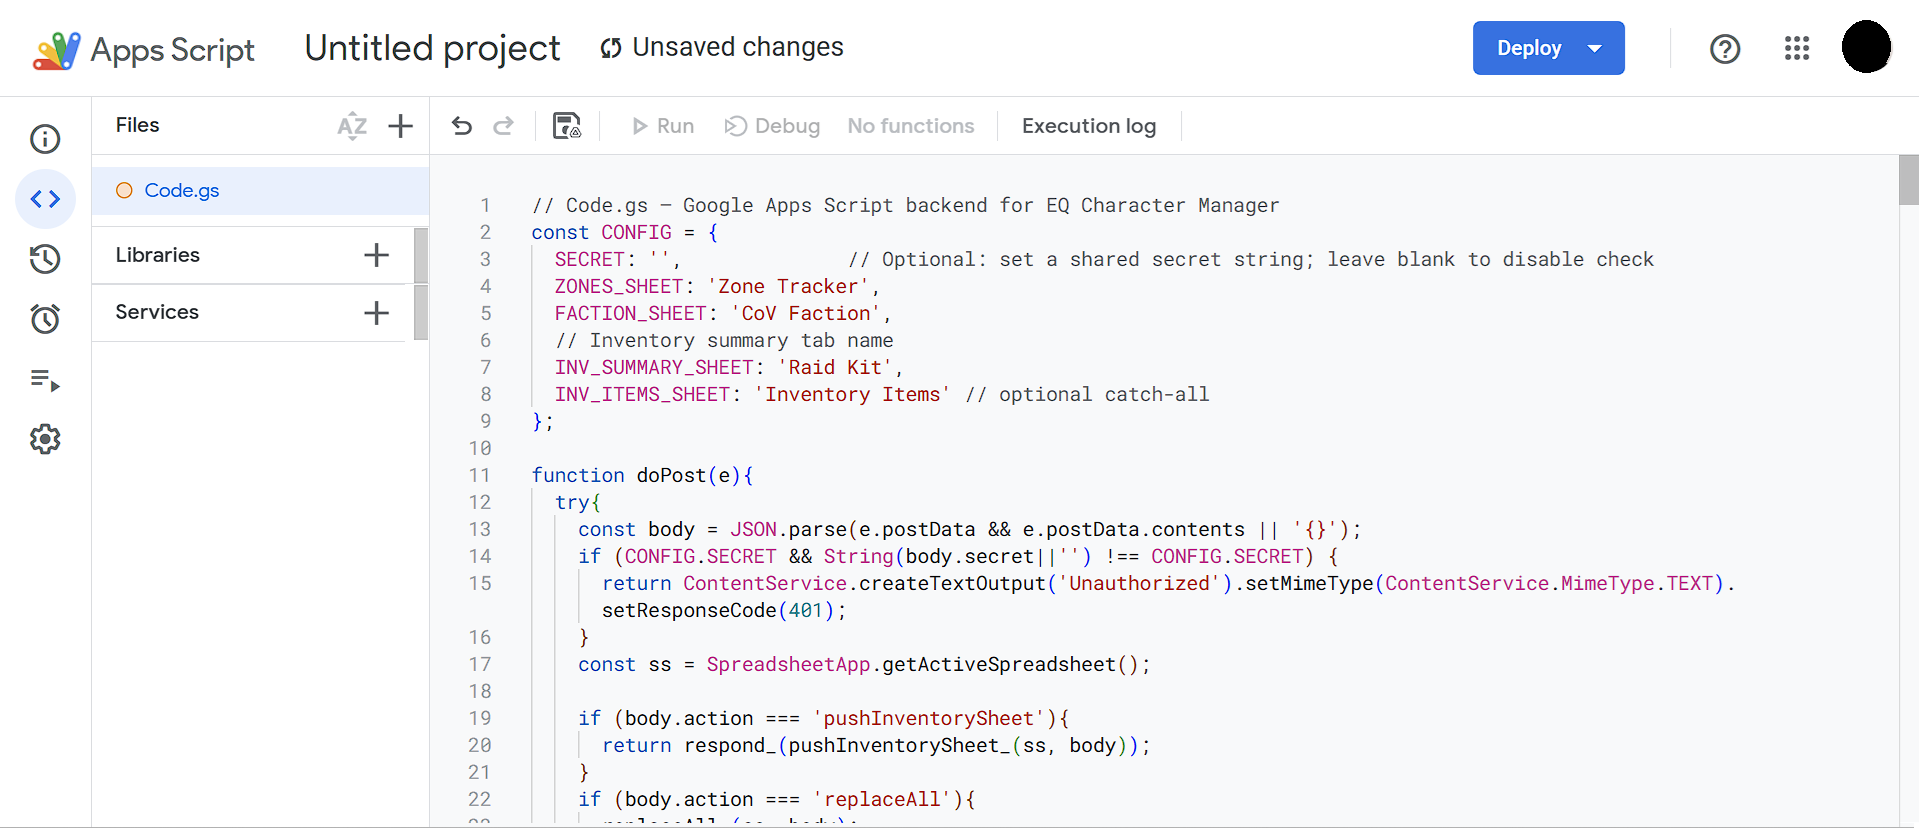 Apps Script Untitled project Unsaved changes Deploy
Files
AZ
Run Debug No functions Execution log
Code.gs
Libraries
Services
1 // Code.gs — Google Apps Script backend for EQ Character Manager
2 const CONFIG = {
3 SECRET: '', // Optional: set a shared secret string; leave blank to disable check
4 ZONES_SHEET: 'Zone Tracker',
5 FACTION_SHEET: 'CoV Faction',
6 // Inventory summary tab name
7 INV_SUMMARY_SHEET: 'Raid Kit',
8 INV_ITEMS_SHEET: 'Inventory Items' // optional catch-all
9 };
10
11 function doPost(e){
12 try{
13 const body = JSON.parse(e.postData && e.postData.contents || '{}');
14 if (CONFIG.SECRET && String(body.secret||'') !== CONFIG.SECRET) {
15 return ContentService.createTextOutput('Unauthorized').setMimeType(ContentService.MimeType.TEXT).
setResponseCode(401);
16 }
17 const ss = SpreadsheetApp.getActiveSpreadsheet();
18
19 if (body.action === 'pushInventorySheet'){
20 return respond_(pushInventorySheet_(ss, body));
21 }
22 if (body.action === 'replaceAll'){